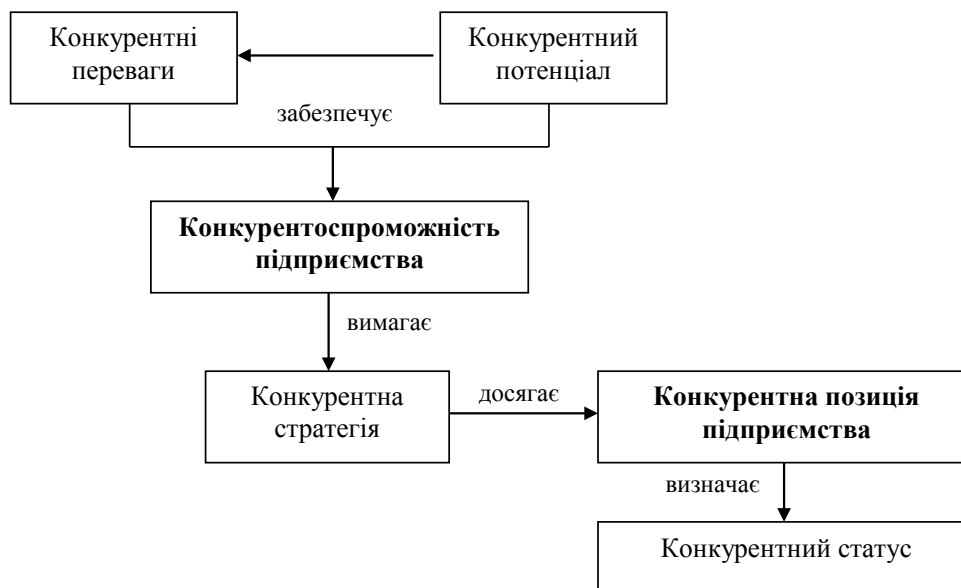 Конкурентні
переваги
Конкурентний
потенціал
забезпечує
Конкурентоспроможність
підприємства
вимагає
Конкурентна
стратегія
досягає
Конкурентна позиція
підприємства
визначає
Конкурентний статус